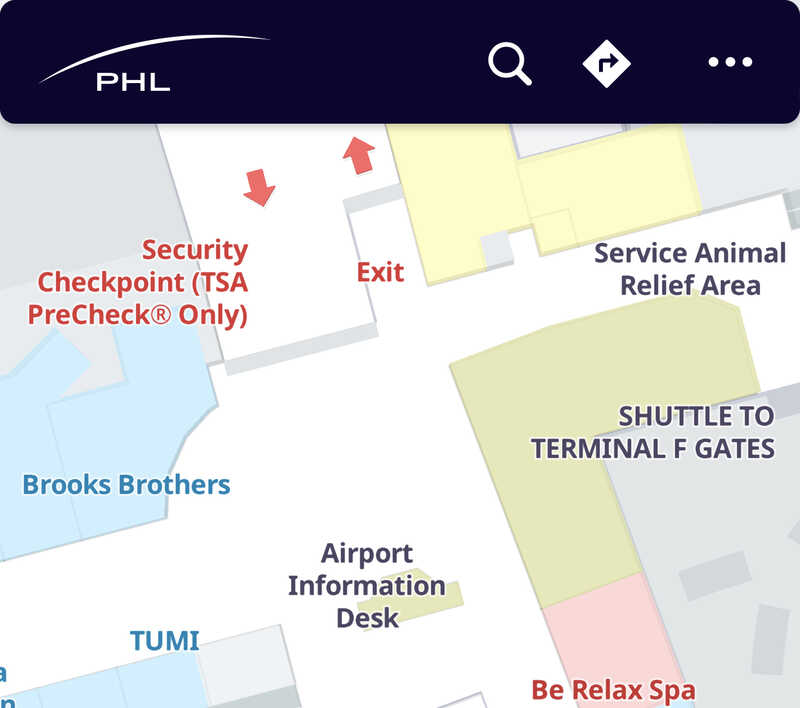 PHL
Security
Checkpoint (TSA
PreCheck® Only)
Exit
Service Animal
Relief Area
SHUTTLE TO
TERMINAL F GATES
Brooks Brothers
Airport
Information
Desk
TUMI
Be Relax Spa